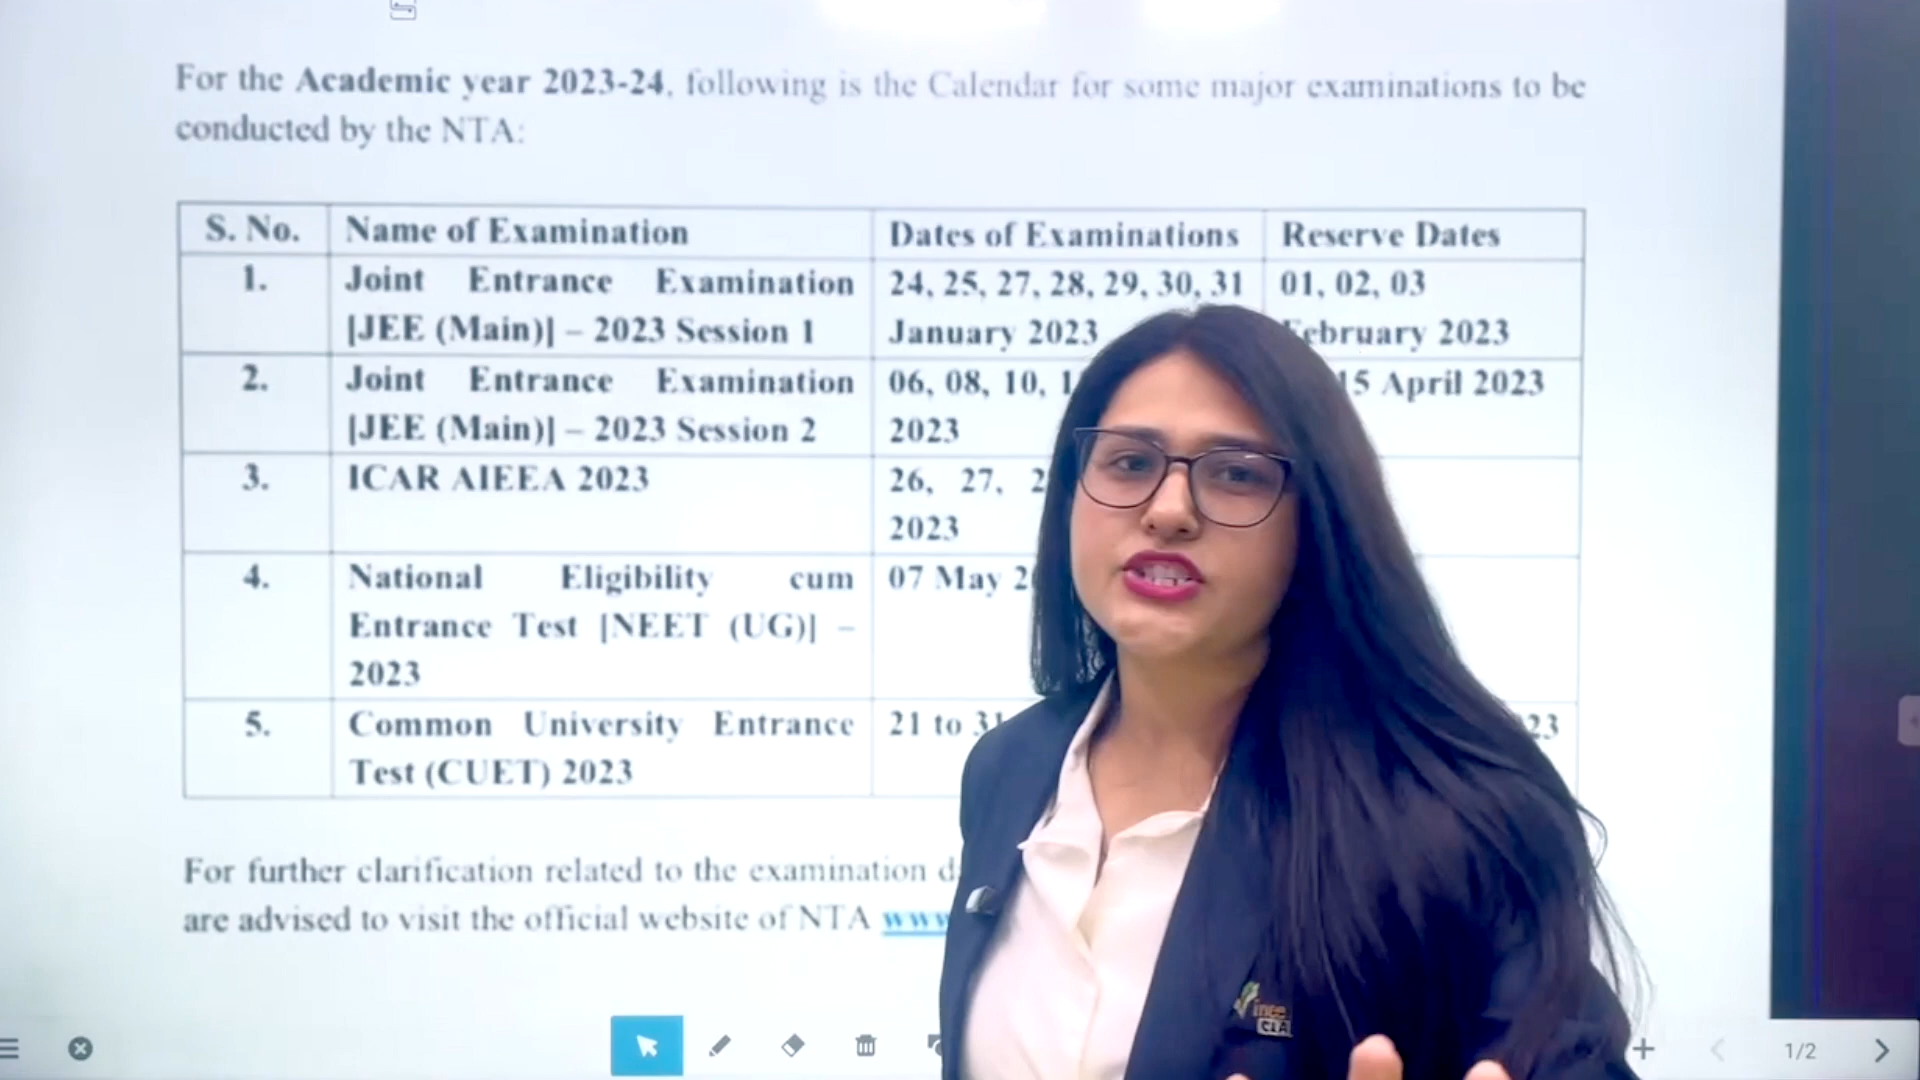 For the Academic year 2023-24, following is the Calendar for some major examinations to be
conducted by the NTA:
S. No. Name of Examination Dates of Examinations Reserve Dates
1. Joint Entrance Examination 24, 25, 27, 28, 29, 30, 31 01, 02, 03
[JEE (Main)] – 2023 Session 1 January 2023 February 2023
2. Joint Entrance Examination 06, 08, 10, 15 April 2023
[JEE (Main)] – 2023 Session 2 2023
3. ICAR AIEEA 2023 26, 27,
2023
4. National Eligibility cum 07 May
Entrance Test [NEET (UG)] –
2023
5. Common University Entrance 21 to 31
Test (CUET) 2023
For further clarification related to the examination
are advised to visit the official website of NTA www
1/2